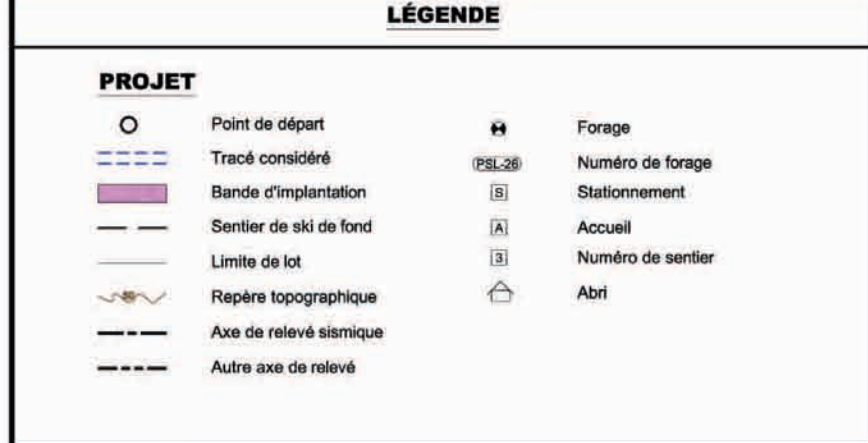 LÉGENDE
PROJET
Point de départ
Tracé considéré
Bande d'implantation
Sentier de ski de fond
Limite de lot
Repère topographique
Axe de relevé sismique
Autre axe de relevé
Forage
PSL-26 Numéro de forage
S Stationnement
A Accueil
3 Numéro de sentier
Abri